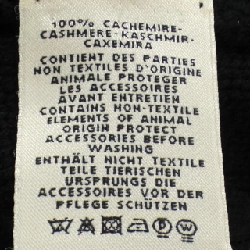 100% CACHEMIRE-
CASHMERE-KASCHMIR-
CAXEMIRA
CONTIENT DES PARTIES
NON TEXTILES D'ORIGINE
ANIMALE PROTEGER
LES ACCESSOIRES
AVANT ENTRETIEN
CONTAINS NON-TEXTILE
ELEMENTS OF ANIMAL
ORIGIN PROTECT
ACCESSORIES BEFORE
WASHING
ENTHÄLT NICHT TEXTILE
TEILE TIERISCHEN
URSPRUNGS DIE
ACCESSOIRES VOR DER
PFLEGE SCHÜTZEN
P W